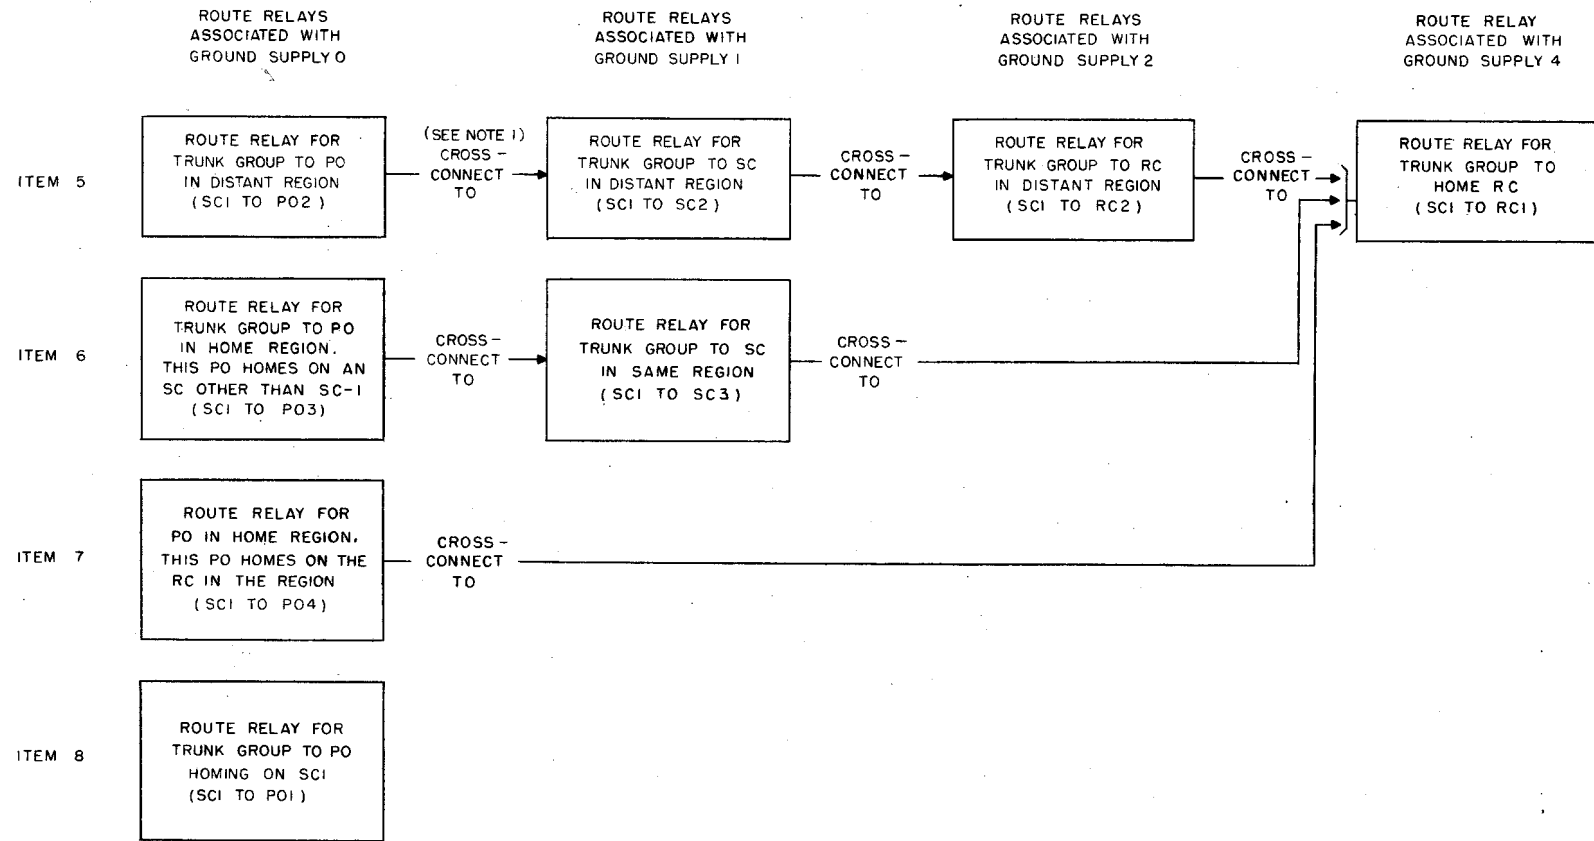 ROUTE RELAYS
ASSOCIATED WITH
GROUND SUPPLY 0
ROUTE RELAYS
ASSOCIATED WITH
GROUND SUPPLY 1
ROUTE RELAYS
ASSOCIATED WITH
GROUND SUPPLY 2
ROUTE RELAY
ASSOCIATED WITH
GROUND SUPPLY 4
ITEM 5
ROUTE RELAY FOR
TRUNK GROUP TO PO
IN DISTANT REGION
(SC1 TO PO2)
(SEE NOTE 1)
CROSS-
CONNECT
TO
ROUTE RELAY FOR
TRUNK GROUP TO SC
IN DISTANT REGION
(SC1 TO SC2)
CROSS-
CONNECT
TO
ROUTE RELAY FOR
TRUNK GROUP TO RC
IN DISTANT REGION
(SC1 TO RC2)
CROSS-
CONNECT
TO
ROUTE RELAY FOR
TRUNK GROUP TO
HOME RC
(SC1 TO RC1)
ITEM 6
ROUTE RELAY FOR
TRUNK GROUP TO PO
IN HOME REGION.
THIS PO HOMES ON AN
SC OTHER THAN SC-1
(SC1 TO PO3)
CROSS-
CONNECT
TO
ROUTE RELAY FOR
TRUNK GROUP TO SC
IN SAME REGION
(SC1 TO SC3)
CROSS-
CONNECT
TO
ITEM 7
ROUTE RELAY FOR
PO IN HOME REGION.
THIS PO HOMES ON THE
RC IN THE REGION
(SC1 TO PO4)
CROSS-
CONNECT
TO
ITEM 8
ROUTE RELAY FOR
TRUNK GROUP TO PO
HOMING ON SC1
(SC1 TO PO1)